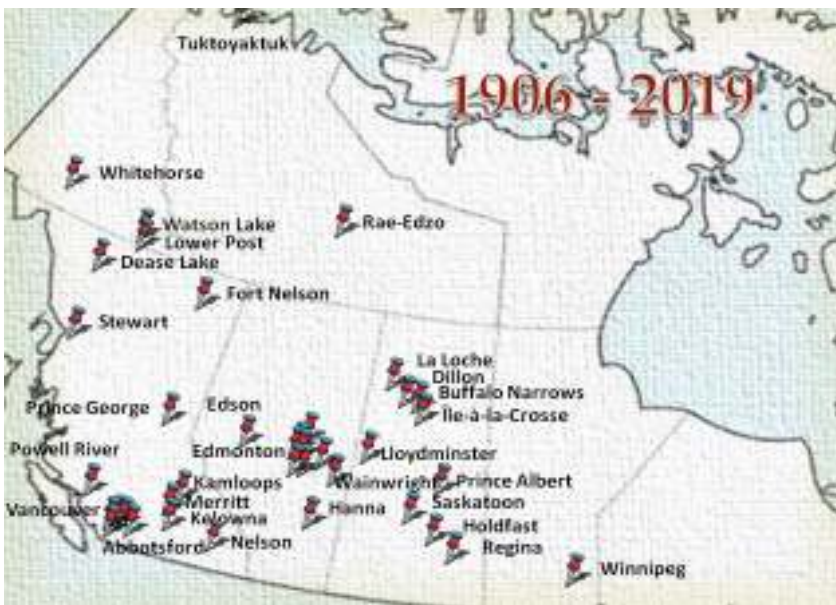 Tuktoyaktuk
1906 - 2019
Whitehorse
Watson Lake
Rae-Edzo
Lower Post
Dease Lake
Fort Nelson
Stewart
La Loche
Dillon
Buffalo Narrows
Prince George
Edson
Île-à-la-Crosse
Powell River
Edmonton
Lloydminster
Kamloops
Wainwright
Prince Albert
Vancouver
Merritt
Hanna
Saskatoon
Kelowna
Holdfast
Abbotsford
Nelson
Regina
Winnipeg